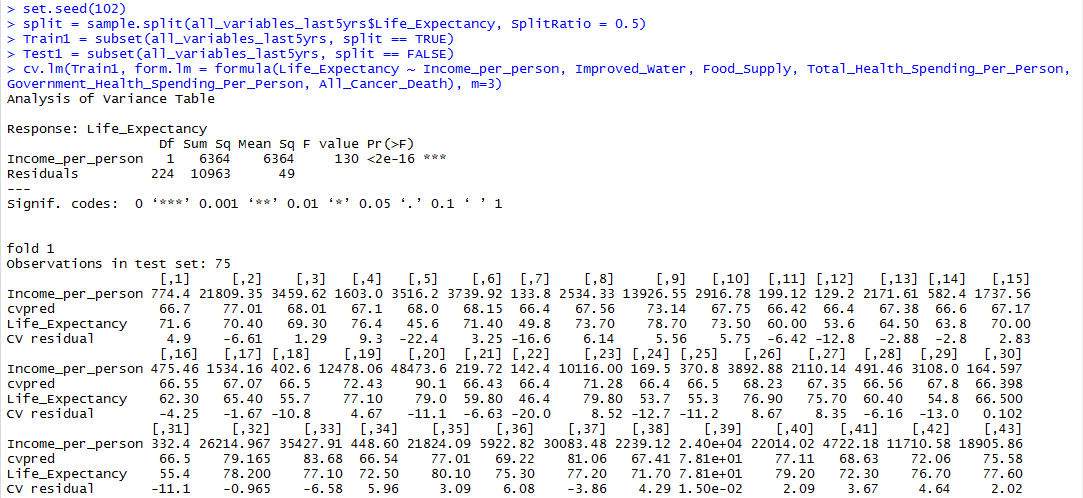 > set.seed(102)
> split = sample.split(all_variables_last5yrs$Life_Expectancy, SplitRatio = 0.5)
> Train1 = subset(all_variables_last5yrs, split == TRUE)
> Test1 = subset(all_variables_last5yrs, split == FALSE)
> cv.lm(Train1, form.lm = formula(Life_Expectancy ~ Income_per_person, Improved_Water, Food_Supply, Total_Health_Spending_Per_Person,
Government_Health_Spending_Per_Person, All_Cancer_Death), m=3)
Analysis of Variance Table
Response: Life_Expectancy
Df Sum Sq Mean Sq F value Pr(>F)
Income_per_person 1 6364 6364 130 <2e-16 ***
Residuals 224 10963 49
---
Signif. codes: 0 ‘***’ 0.001 ‘**’ 0.01 ‘*’ 0.05 ‘.’ 0.1 ‘ ’ 1
fold 1
Observations in test set: 75
[,1] [,2] [,3] [,4] [,5] [,6] [,7] [,8] [,9] [,10] [,11] [,12] [,13] [,14] [,15]
Income_per_person 774.4 21809.35 3459.62 1603.0 3516.2 3739.92 133.8 2534.33 13926.55 2916.78 199.12 129.2 2171.61 582.4 1737.56
cvpred 66.7 77.01 68.01 67.1 68.0 68.15 66.4 67.56 73.14 67.75 66.42 66.4 67.38 66.6 67.17
Life_Expectancy 71.6 70.40 69.30 76.4 45.6 71.40 49.8 73.70 78.70 73.50 60.00 53.6 64.50 63.8 70.00
CV residual 4.9 -6.61 1.29 9.3 -22.4 3.25 -16.6 6.14 5.56 5.75 -6.42 -12.8 -2.88 -2.8 2.83
[,16] [,17] [,18] [,19] [,20] [,21] [,22] [,23] [,24] [,25] [,26] [,27] [,28] [,29] [,30]
Income_per_person 475.46 1534.16 402.6 12478.06 48473.6 219.72 142.4 10116.00 169.5 370.8 3892.88 2110.14 491.46 3108.0 164.597
cvpred 66.55 67.07 66.5 72.43 90.1 66.43 66.4 71.28 66.4 66.5 68.23 67.35 66.56 67.8 66.398
Life_Expectancy 62.30 65.40 55.7 77.10 79.0 59.80 46.4 79.80 53.7 55.3 76.90 75.70 60.40 54.8 66.500
CV residual -4.25 -1.67 -10.8 4.67 -11.1 -6.63 -20.0 8.52 -12.7 -11.2 8.67 8.35 -6.16 -13.0 0.102
[,31] [,32] [,33] [,34] [,35] [,36] [,37] [,38] [,39] [,40] [,41] [,42] [,43]
Income_per_person 332.4 26214.967 35427.91 448.60 21824.09 5922.82 30083.48 2239.12 2.40e+04 22014.02 4722.18 11710.58 18905.86
cvpred 66.5 79.165 83.68 66.54 77.01 69.22 81.06 67.41 7.81e+01 77.11 68.63 72.06 75.58
Life_Expectancy 55.4 78.200 77.10 72.50 80.10 75.30 77.20 71.70 7.81e+01 79.20 72.30 76.70 77.60
CV residual -11.1 -0.965 -6.58 5.96 3.09 6.08 -3.86 4.29 1.50e-02 2.09 3.67 4.64 2.02